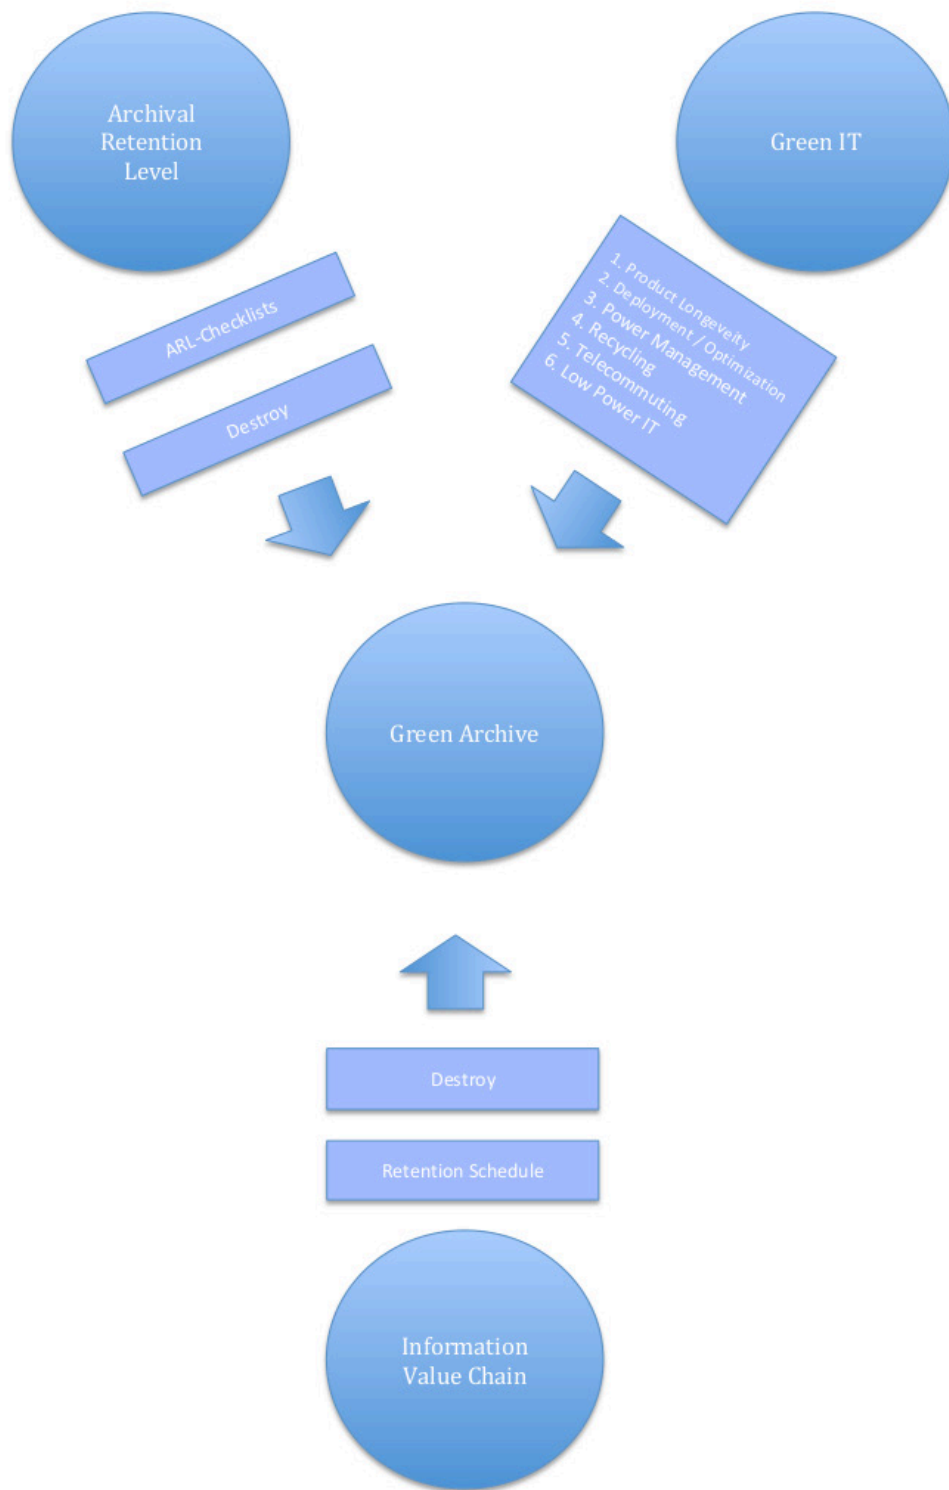 Archival
Retention
Level
Green IT
ARL-Checklists
Destroy
1. Product Longeveity
2. Deployment / Optimization
3. Power Management
4. Recycling
5. Telecommuting
6. Low Power IT
Green Archive
Destroy
Retention Schedule
Information
Value Chain